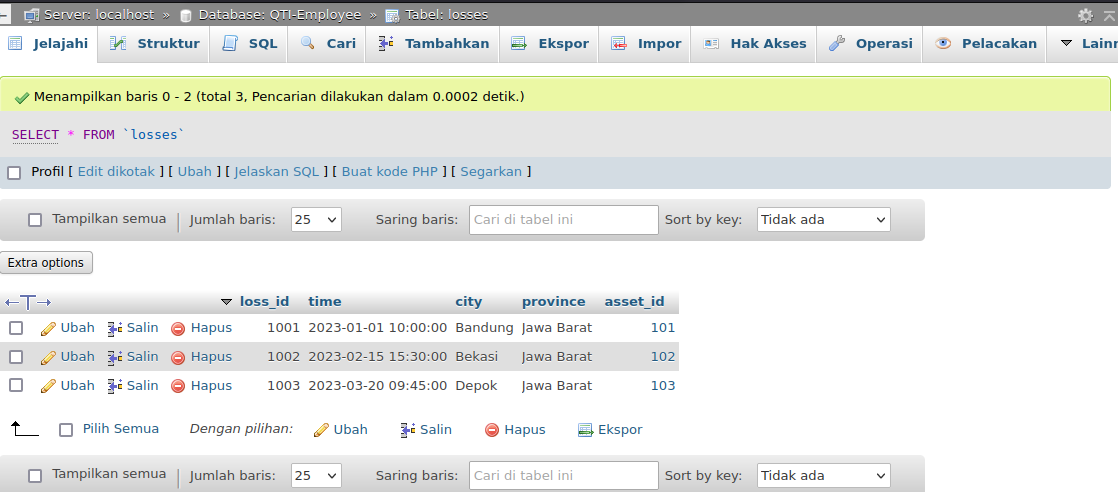 Server: localhost » Database: QTI-Employee » Tabel: losses
Jelajahi Struktur SQL Cari Tambahkan Ekspor Impor Hak Akses Operasi Pelacakan
Menampilkan baris 0 - 2 (total 3, Pencarian dilakukan dalam 0.0002 detik.)
SELECT * FROM `losses`
Profil [ Edit dikotak ] [ Ubah ] [ Jelaskan SQL ] [ Buat kode PHP ] [ Segarkan ]
Tampilkan semua | Jumlah baris: 25 Saring baris: Cari di tabel ini Sort by key: Tidak ada
Extra options
loss_id time city province asset_id
Ubah Salin Hapus 1001 2023-01-01 10:00:00 Bandung Jawa Barat 101
Ubah Salin Hapus 1002 2023-02-15 15:30:00 Bekasi Jawa Barat 102
Ubah Salin Hapus 1003 2023-03-20 09:45:00 Depok Jawa Barat 103
Pilih Semua Dengan pilihan: Ubah Salin Hapus Ekspor
Tampilkan semua | Jumlah baris: 25 Saring baris: Cari di tabel ini Sort by key: Tidak ada